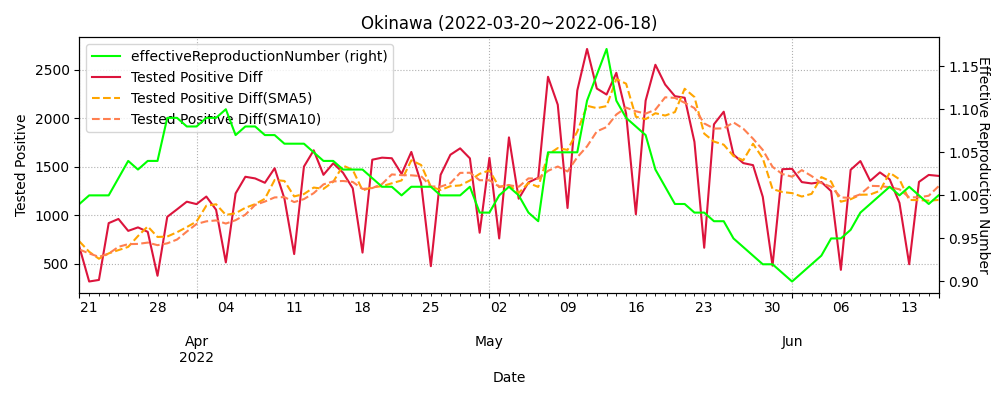 Okinawa (2022-03-20~2022-06-18)
effectiveReproductionNumber (right)
Tested Positive Diff
Tested Positive Diff(SMA5)
Tested Positive Diff(SMA10)
Tested Positive
2500
2000
1500
1000
500
Effective Reproduction Number
1.15
1.10
1.05
1.00
0.95
0.90
21 28 04 11 18 25 02 09 16 23 30 06 13
Apr May Jun
2022
Date